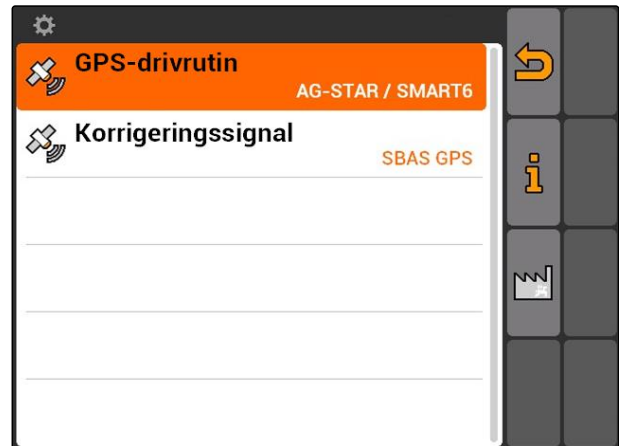 GPS-drivrutin
AG-STAR / SMART6
Korrigeringssignal
SBAS GPS